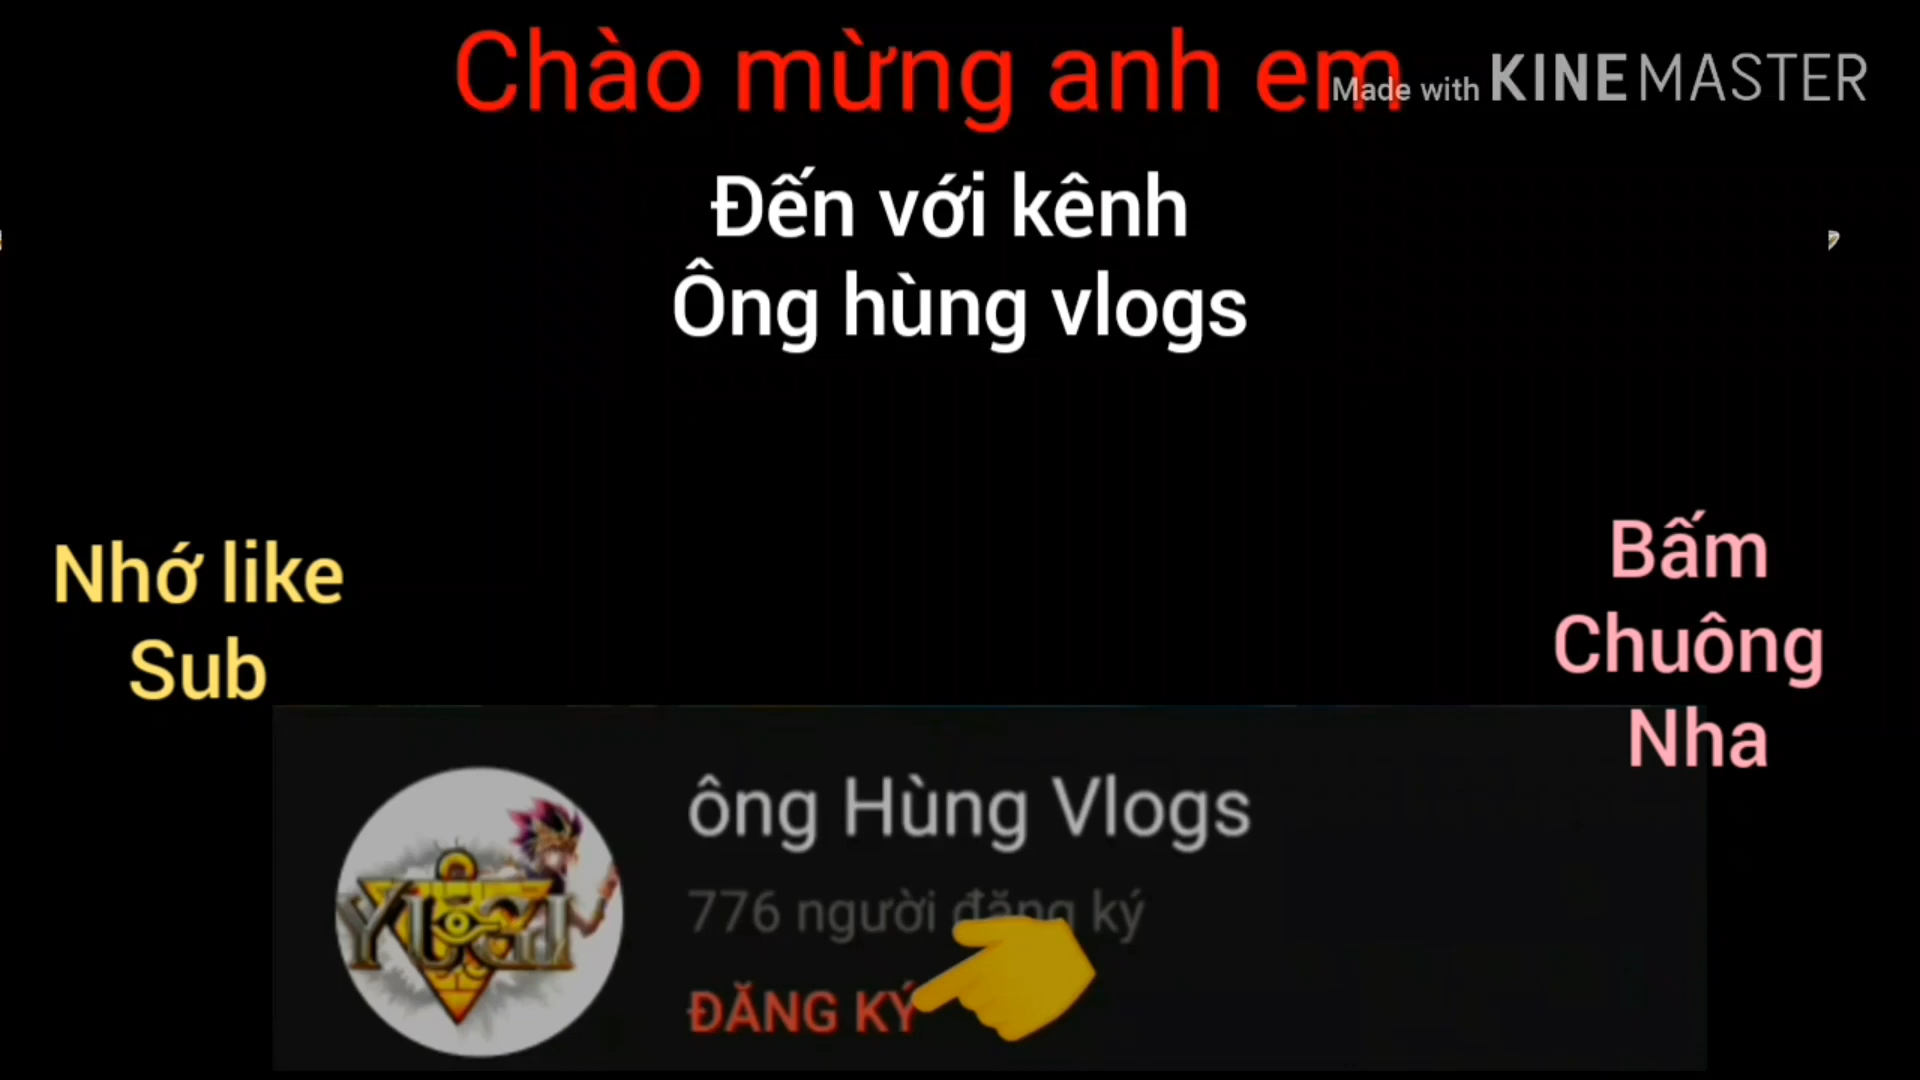 Chào mừng anh em
Made with KINEMASTER
Đến với kênh
Ông hùng vlogs
Nhớ like
Sub
Bấm
Chuông
Nha
ông Hùng Vlogs
776 người đăng ký
ĐĂNG KÝ
YUGI